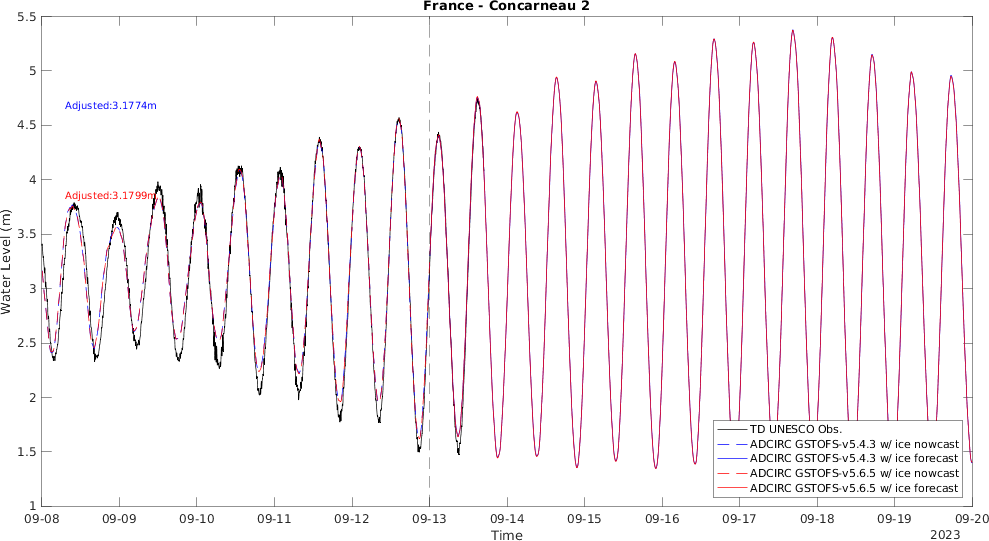 France - Concarneau 2
5.5
5
4.5
4
3.5
3
2.5
2
1.5
1
Water Level (m)
Adjusted:3.1774m
Adjusted:3.1799m
TD UNESCO Obs.
ADCIRC GSTOFS-v5.4.3 w/ ice nowcast
ADCIRC GSTOFS-v5.4.3 w/ ice forecast
ADCIRC GSTOFS-v5.6.5 w/ ice nowcast
ADCIRC GSTOFS-v5.6.5 w/ ice forecast
09-08 09-09 09-10 09-11 09-12 09-13 09-14 09-15 09-16 09-17 09-18 09-19 09-20
Time
2023